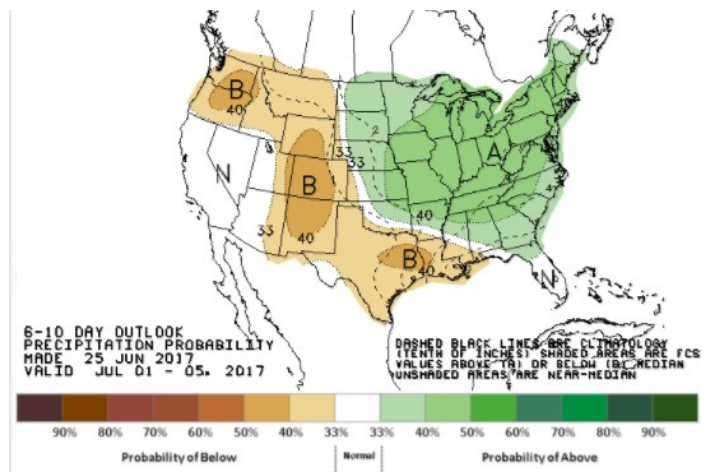 B
40
2
33
33
A
N
B
33
40
40
B
40
N
6-10 DAY OUTLOOK
PRECIPITATION PROBABILITY
MADE 25 JUN 2017
VALID JUL 01 - 05, 2017
DASHED BLACK LINES ARE CLIMATOLOGY
(TENTH OF INCHES) SHADED AREAS ARE FCST
VALUES ABOVE (A) OR BELOW (B) MEDIAN
UNSHADED AREAS ARE NEAR-MEDIAN
90% 80% 70% 60% 50% 40% 33% 33% 40% 50% 60% 70% 80% 90%
Probability of Below Normal Probability of Above